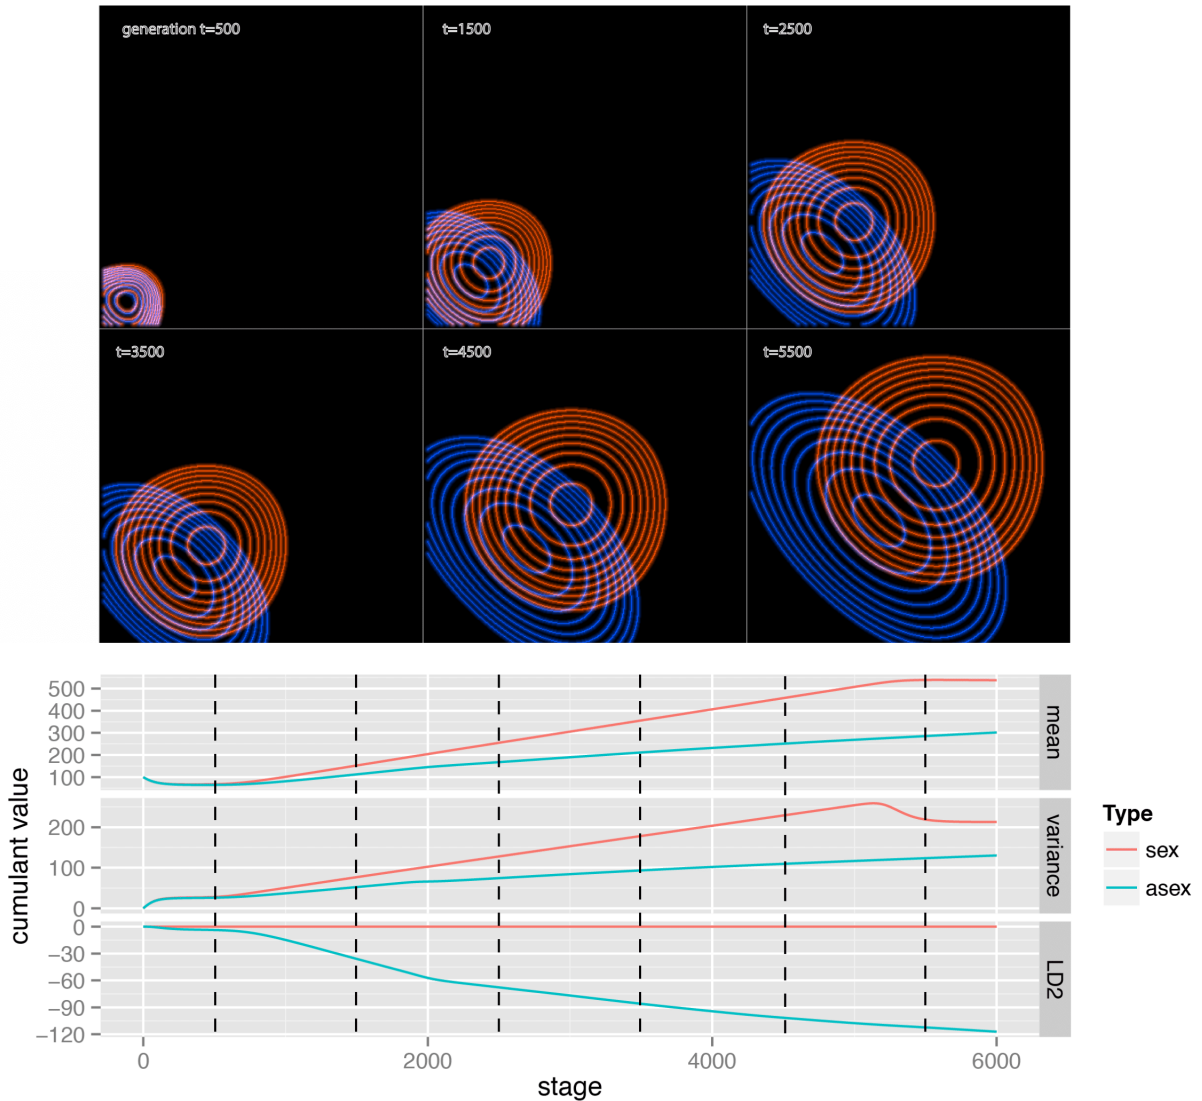 generation t=500
t=1500
t=2500
t=3500
t=4500
t=5500
500
400
300
200
100
mean
200
100
0
variance
0
−30
−60
−90
−120
LD2
cumulant value
0 2000 4000 6000
stage
Type
sex
asex